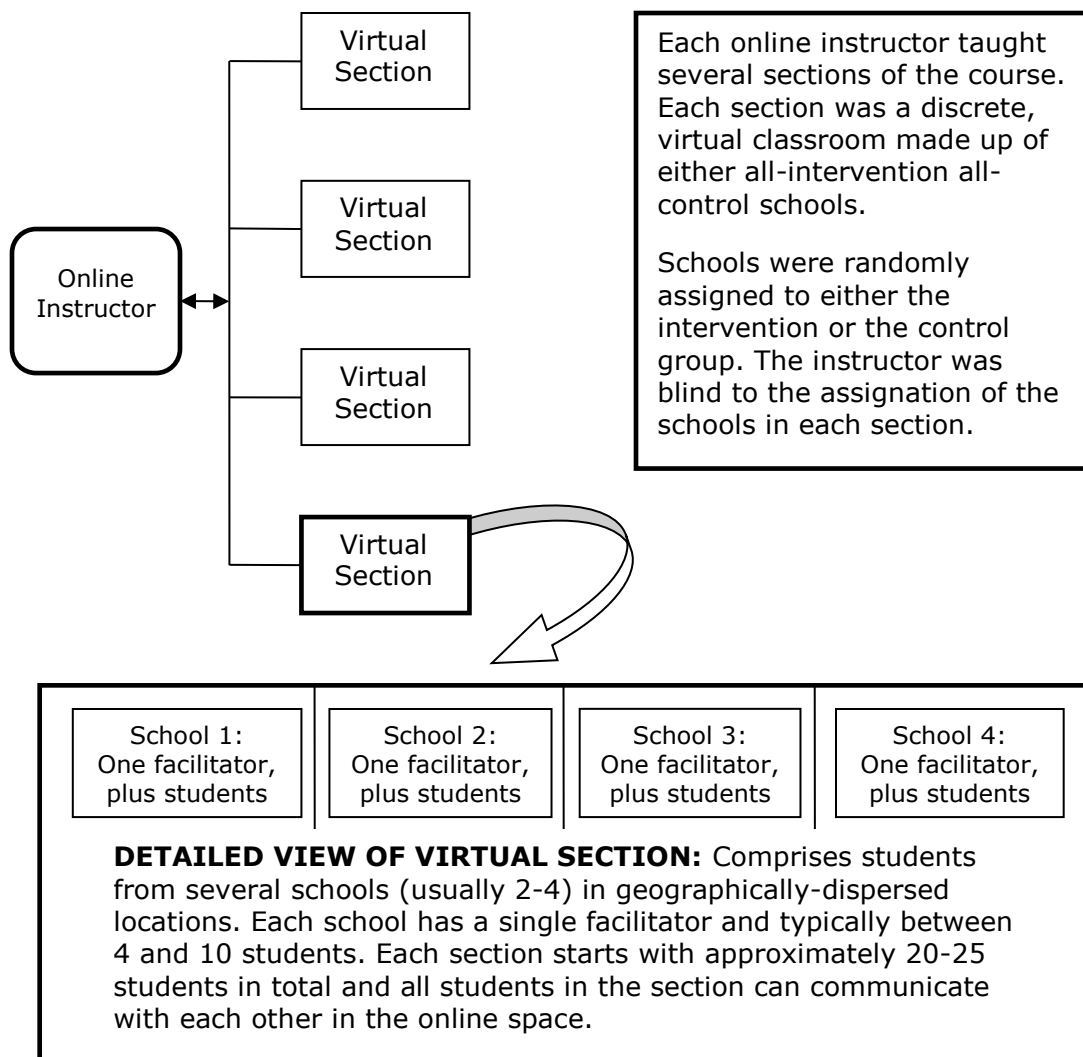 Virtual
Section
Each online instructor taught
several sections of the course.
Each section was a discrete,
virtual classroom made up of
either all-intervention all-
control schools.
Schools were randomly
assigned to either the
intervention or the control
group. The instructor was
blind to the assignation of the
schools in each section.
Virtual
Section
Online
Instructor
Virtual
Section
Virtual
Section
School 1:
One facilitator,
plus students
School 2:
One facilitator,
plus students
School 3:
One facilitator,
plus students
School 4:
One facilitator,
plus students
DETAILED VIEW OF VIRTUAL SECTION: Comprises students
from several schools (usually 2-4) in geographically-dispersed
locations. Each school has a single facilitator and typically between
4 and 10 students. Each section starts with approximately 20-25
students in total and all students in the section can communicate
with each other in the online space.